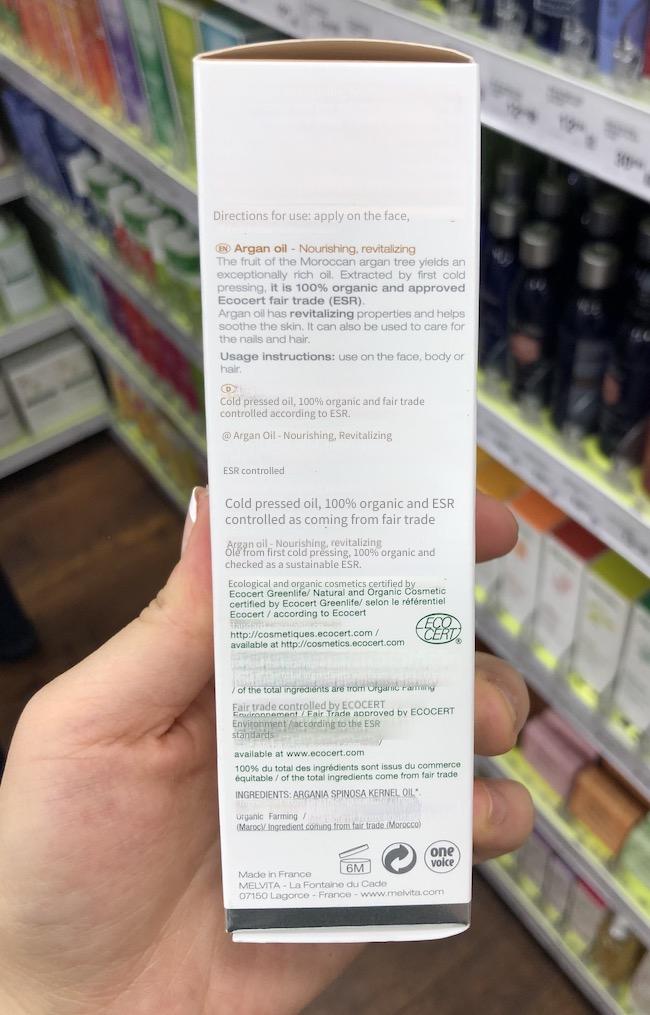 Directions for use: apply on the face,
EN Argan oil - Nourishing, revitalizing
The fruit of the Moroccan argan tree yields an
exceptionally rich oil. Extracted by first cold
pressing, it is 100% organic and approved
Ecocert fair trade (ESR).
Argan oil has revitalizing properties and helps
soothe the skin. It can also be used to care for
the nails and hair.
Usage instructions: use on the face, body or
hair.
D
Cold pressed oil, 100% organic and fair trade
controlled according to ESR.
@ Argan Oil - Nourishing, Revitalizing
ESR controlled
Cold pressed oil, 100% organic and ESR
controlled as coming from fair trade
Argan oil - Nourishing, revitalizing
Ole from first cold pressing, 100% organic and
checked as a sustainable ESR.
Ecological and organic cosmetics certified by
Ecocert Greenlife/ Natural and Organic Cosmetic
certified by Ecocert Greenlife/ selon le référentiel
Ecocert / according to Ecocert
ECO
CERT®
http://cosmetiques.ecocert.com /
available at http://cosmetics.ecocert.com
/ of the total ingredients are from Organic Farming
Fair trade controlled by ECOCERT
Environnement / Fair Trade approved by ECOCERT
Environment /according to the ESR
standards
/
available at www.ecocert.com
100% du total des ingrédients sont issus du commerce
équitable / of the total ingredients come from fair trade
INGREDIENTS: ARGANIA SPINOSA KERNEL OIL*.
Organic Farming /
(Maroc)/ Ingredient coming from fair trade (Morocco)
6M
one
voice
Made in France
MELVITA - La Fontaine du Cade
07150 Lagorce - France - www.melvita.com